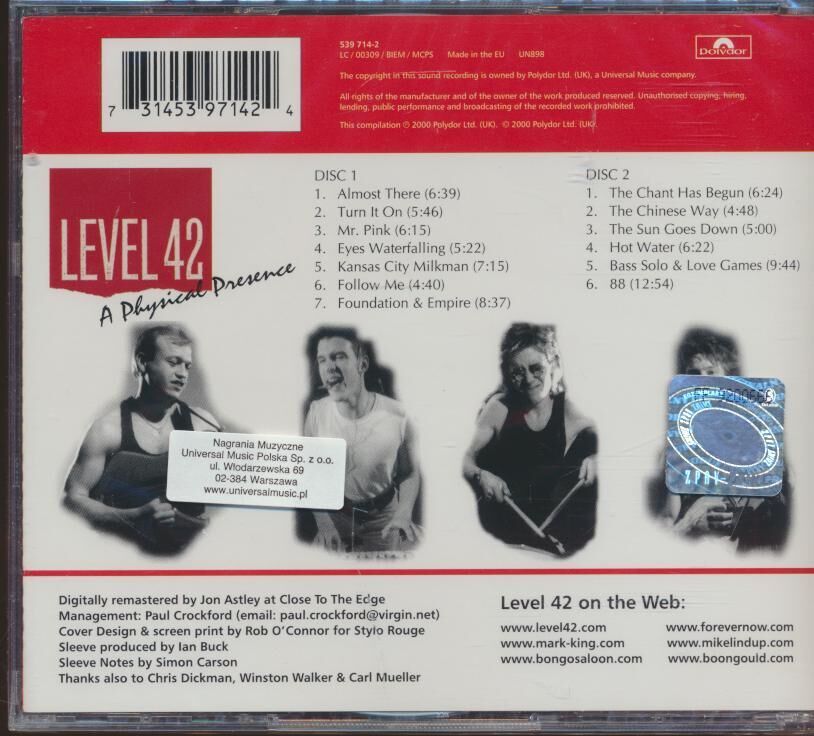 7 31453 97142 4
539 714-2
LC / 00309 / BIEM / MCPS Made in the EU UN898
The copyright in this sound recording is owned by Polydor Ltd. (UK), a Universal Music company.
All rights of the manufacturer and of the owner of the work produced reserved. Unauthorised copying, hiring,
lending, public performance and broadcasting of the recorded work prohibited.
This compilation ℗ 2000 Polydor Ltd. (UK). © 2000 Polydor Ltd. (UK).
Polydor
LEVEL 42
A Physical Presence
DISC 1
1. Almost There (6:39)
2. Turn It On (5:46)
3. Mr. Pink (6:15)
4. Eyes Waterfalling (5:22)
5. Kansas City Milkman (7:15)
6. Follow Me (4:40)
7. Foundation & Empire (8:37)
DISC 2
1. The Chant Has Begun (6:24)
2. The Chinese Way (4:48)
3. The Sun Goes Down (5:00)
4. Hot Water (6:22)
5. Bass Solo & Love Games (9:44)
6. 88 (12:54)
Nagrania Muzyczne
Universal Music Polska Sp. z o.o.
ul. Włodarzewska 69
02-384 Warszawa
www.universalmusic.pl
Digitally remastered by Jon Astley at Close To The Edge
Management: Paul Crockford (email: paul.crockford@virgin.net)
Cover Design & screen print by Rob O'Connor for Stylo Rouge
Sleeve produced by Ian Buck
Sleeve Notes by Simon Carson
Thanks also to Chris Dickman, Winston Walker & Carl Mueller
Level 42 on the Web:
www.level42.com www.forevernow.com
www.mark-king.com www.mikelindup.com
www.bongosaloon.com www.boongould.com